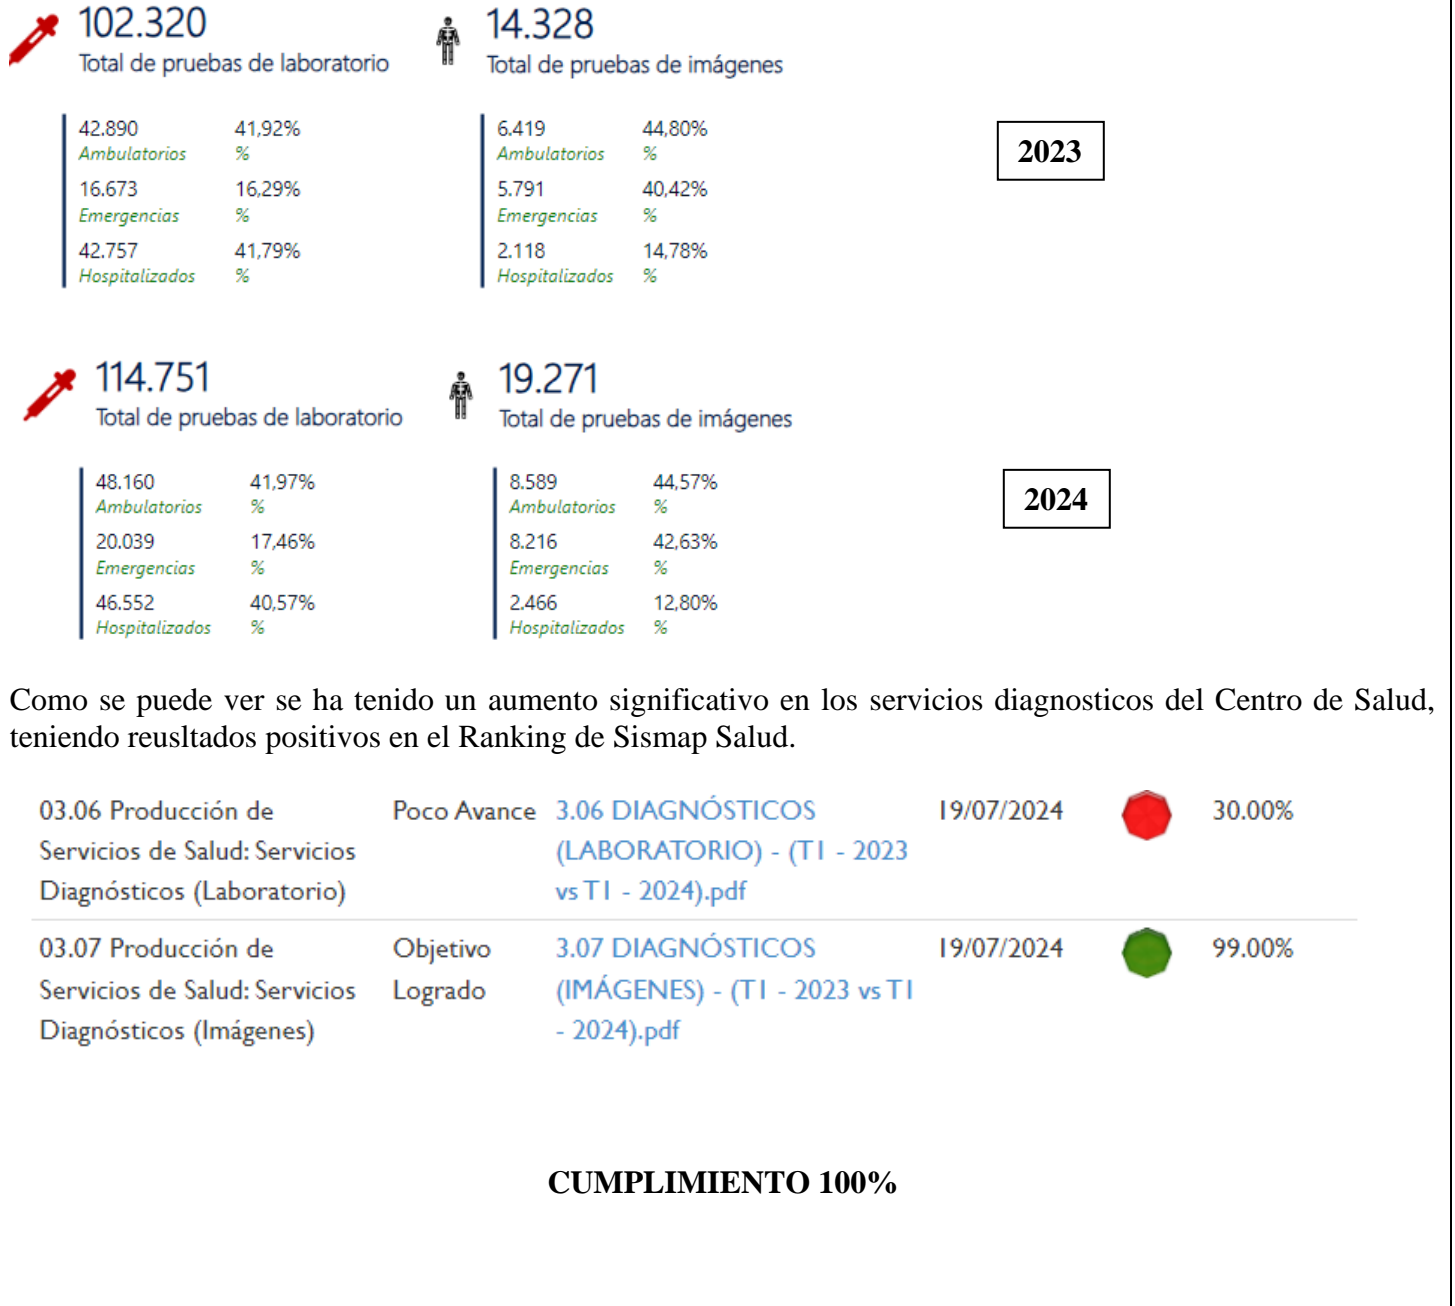 102.320
Total de pruebas de laboratorio
14.328
Total de pruebas de imágenes
42.890 41,92%
Ambulatorios %
16.673 16,29%
Emergencias %
42.757 41,79%
Hospitalizados %
6.419 44,80%
Ambulatorios %
5.791 40,42%
Emergencias %
2.118 14,78%
Hospitalizados %
2023
114.751
Total de pruebas de laboratorio
19.271
Total de pruebas de imágenes
48.160 41,97%
Ambulatorios %
20.039 17,46%
Emergencias %
46.552 40,57%
Hospitalizados %
8.589 44,57%
Ambulatorios %
8.216 42,63%
Emergencias %
2.466 12,80%
Hospitalizados %
2024
Como se puede ver se ha tenido un aumento significativo en los servicios diagnosticos del Centro de Salud,
teniendo reusltados positivos en el Ranking de Sismap Salud.
03.06 Producción de
Servicios de Salud: Servicios
Diagnósticos (Laboratorio)
Poco Avance
3.06 DIAGNÓSTICOS
(LABORATORIO) - (T1 - 2023
vs T1 - 2024).pdf
19/07/2024
30.00%
03.07 Producción de
Servicios de Salud: Servicios
Diagnósticos (Imágenes)
Objetivo
Logrado
3.07 DIAGNÓSTICOS
(IMÁGENES) - (T1 - 2023 vs T1
- 2024).pdf
19/07/2024
99.00%
CUMPLIMIENTO 100%